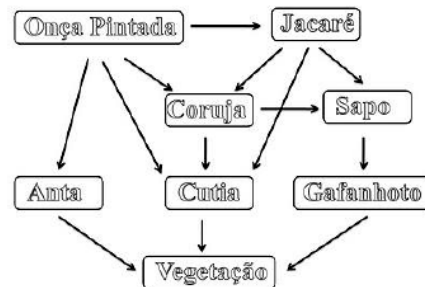 Onça Pintada
Jacaré
Coruja
Sapo
Anta
Cutia
Gafanhoto
Vegetação